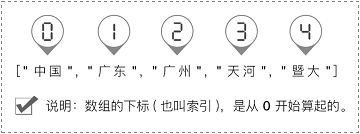 0 1 2 3 4
["中国", "广东", "广州", "天河", "暨大"]
说明：数组的下标（也叫索引），是从 0 开始算起的。